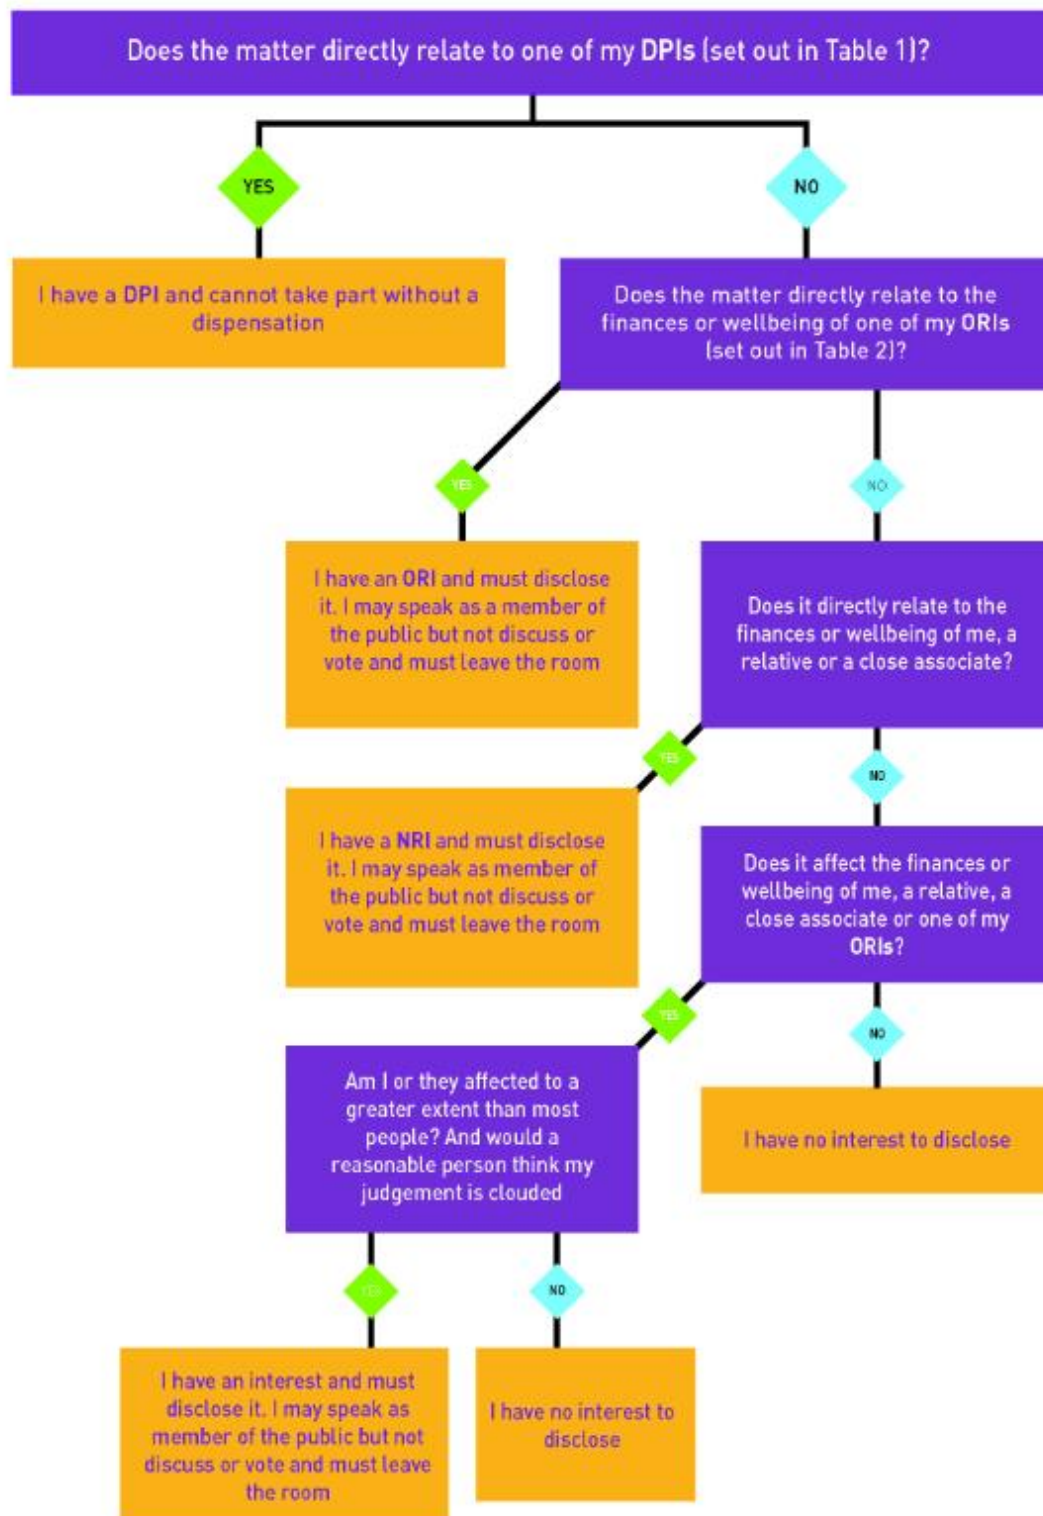 Does the matter directly relate to one of my DPIs (set out in Table 1)?
YES
NO
I have a DPI and cannot take part without a
dispensation
Does the matter directly relate to the
finances or wellbeing of one of my ORIs
(set out in Table 2)?
YES
NO
I have an ORI and must disclose
it. I may speak as a member of
the public but not discuss or
vote and must leave the room
Does it directly relate to the
finances or wellbeing of me, a
relative or a close associate?
YES
NO
I have a NRI and must disclose
it. I may speak as member of
the public but not discuss or
vote and must leave the room
Does it affect the finances or
wellbeing of me, a relative, a
close associate or one of my
ORIs?
YES
NO
Am I or they affected to a
greater extent than most
people? And would a
reasonable person think my
judgement is clouded
I have no interest to disclose
YES
NO
I have an interest and must
disclose it. I may speak as
member of the public but not
discuss or vote and must leave
the room
I have no interest to
disclose